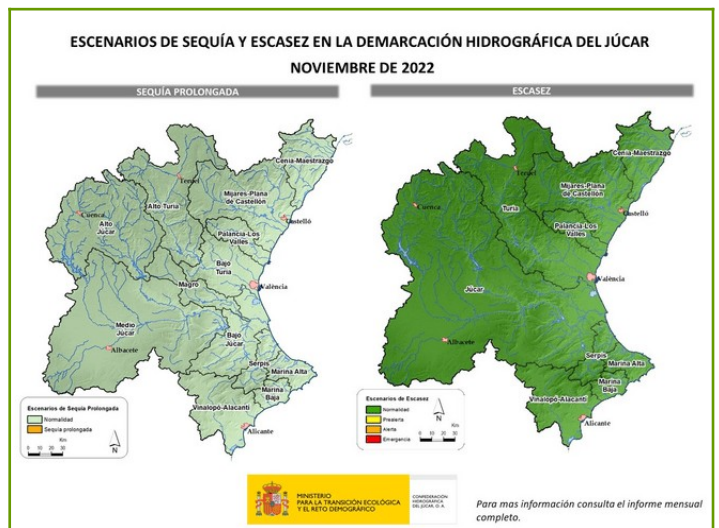 ESCENARIOS DE SEQUÍA Y ESCASEZ EN LA DEMARCACIÓN HIDROGRÁFICA DEL JÚCAR
NOVIEMBRE DE 2022
SEQUÍA PROLONGADA
Cenia-Maestrazgo
Teruel
Mijares-Plana
de Castellón
Alto Turia
Cuenca
Castelló
Alto
Júcar
Palancia-Los
Valles
Bajo
Turia
Magro
València
Medio
Júcar
Bajo
Júcar
Albacete
Serpis
Marina Alta
Marina
Baja
Vinalopó-Alacantí
Alicante
Escenarios de Sequía Prolongada
Normalidad
Sequía prolongada
Km
0 10 20 30
N
ESCASEZ
Cenia-Maestrazgo
Teruel
Mijares-Plana
de Castellón
Cuenca
Turia
Castelló
Palancia-Los
Valles
València
Júcar
Albacete
Serpis
Marina Alta
Marina
Baja
Vinalopó-Alacantí
Alicante
Escenarios de Escasez
Normalidad
Prealerta
Alerta
Emergencia
Km
0 10 20 30
N
MINISTERIO
PARA LA TRANSICIÓN ECOLÓGICA
Y EL RETO DEMOGRÁFICO
CONFEDERACIÓN
HIDROGRÁFICA
DEL JÚCAR, O. A.
Para mas información consulta el informe mensual
completo.